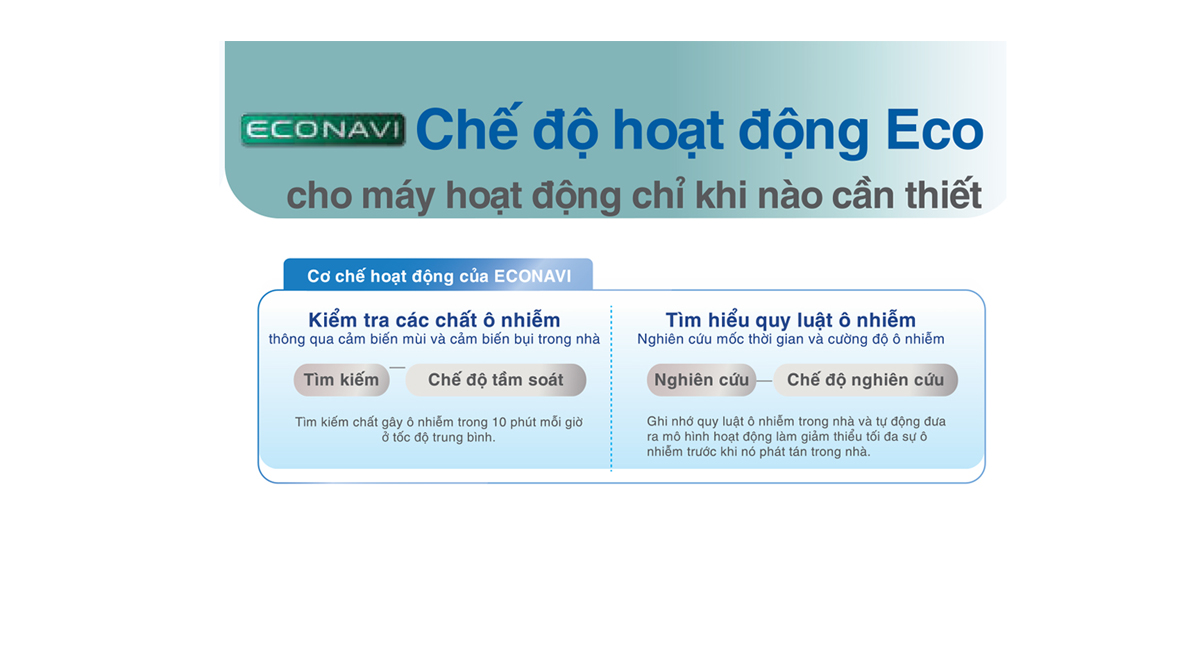 ECONAVI Chế độ hoạt động Eco
cho máy hoạt động chỉ khi nào cần thiết
Cơ chế hoạt động của ECONAVI
Kiểm tra các chất ô nhiễm
thông qua cảm biến mùi và cảm biến bụi trong nhà
Tìm kiếm — Chế độ tầm soát
Tìm kiếm chất gây ô nhiễm trong 10 phút mỗi giờ
ở tốc độ trung bình.
Tìm hiểu quy luật ô nhiễm
Nghiên cứu mốc thời gian và cường độ ô nhiễm
Nghiên cứu — Chế độ nghiên cứu
Ghi nhớ quy luật ô nhiễm trong nhà và tự động đưa
ra mô hình hoạt động làm giảm thiểu tối đa sự ô
nhiễm trước khi nó phát tán trong nhà.